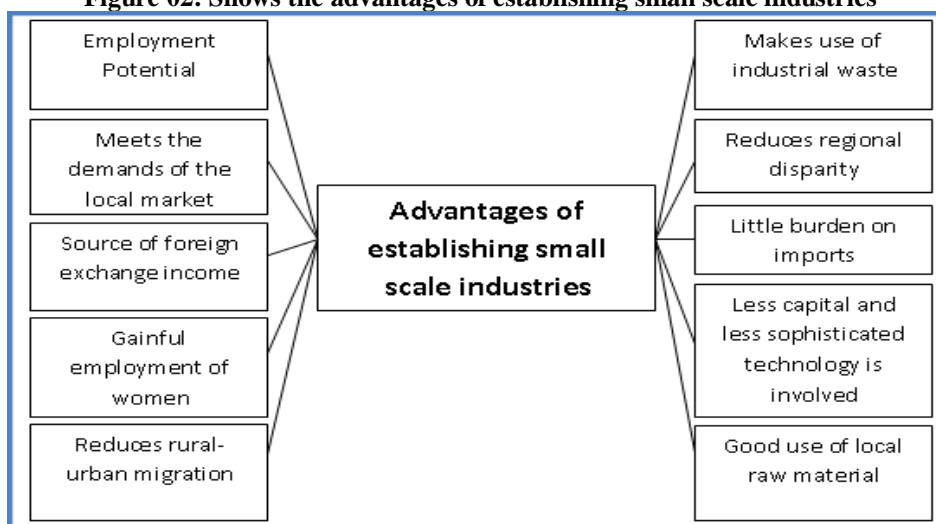 Figure 02: Shows the advantages of establishing small scale industries
Employment
Potential
Meets the
demands of the
local market
Source of foreign
exchange income
Gainful
employment of
women
Reduces rural-
urban migration
Advantages of
establishing small
scale industries
Makes use of
industrial waste
Reduces regional
disparity
Little burden on
imports
Less capital and
less sophisticated
technology is
involved
Good use of local
raw material